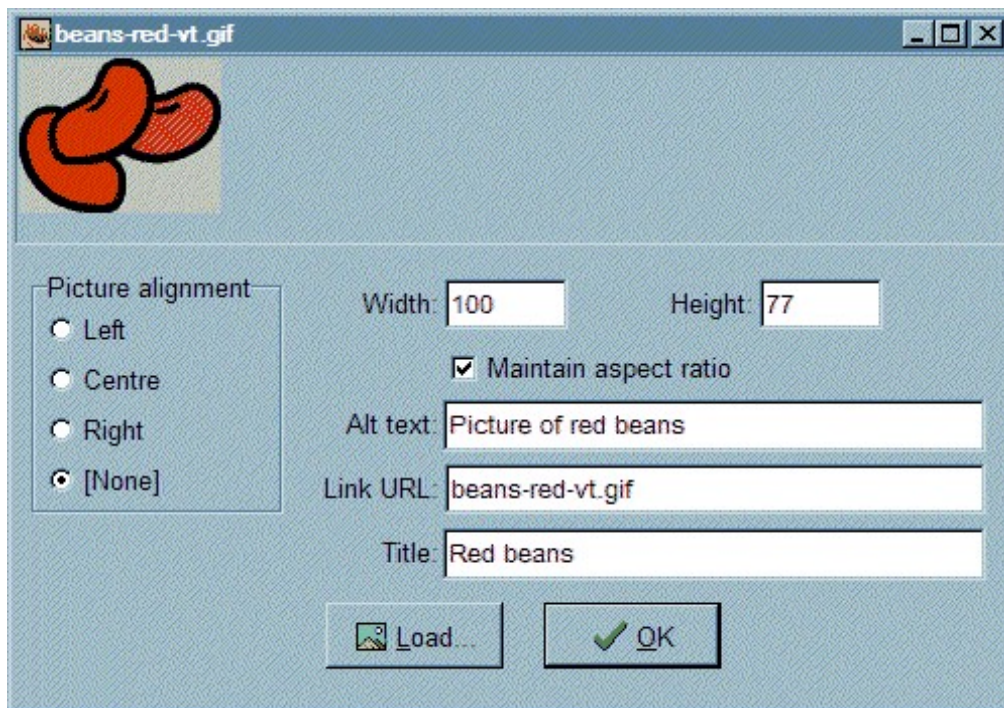 beans-red-vt.gif
Picture alignment
Left
Centre
Right
[None]
Width: 100 Height: 77
Maintain aspect ratio
Alt text: Picture of red beans
Link URL: beans-red-vt.gif
Title: Red beans
Load... OK